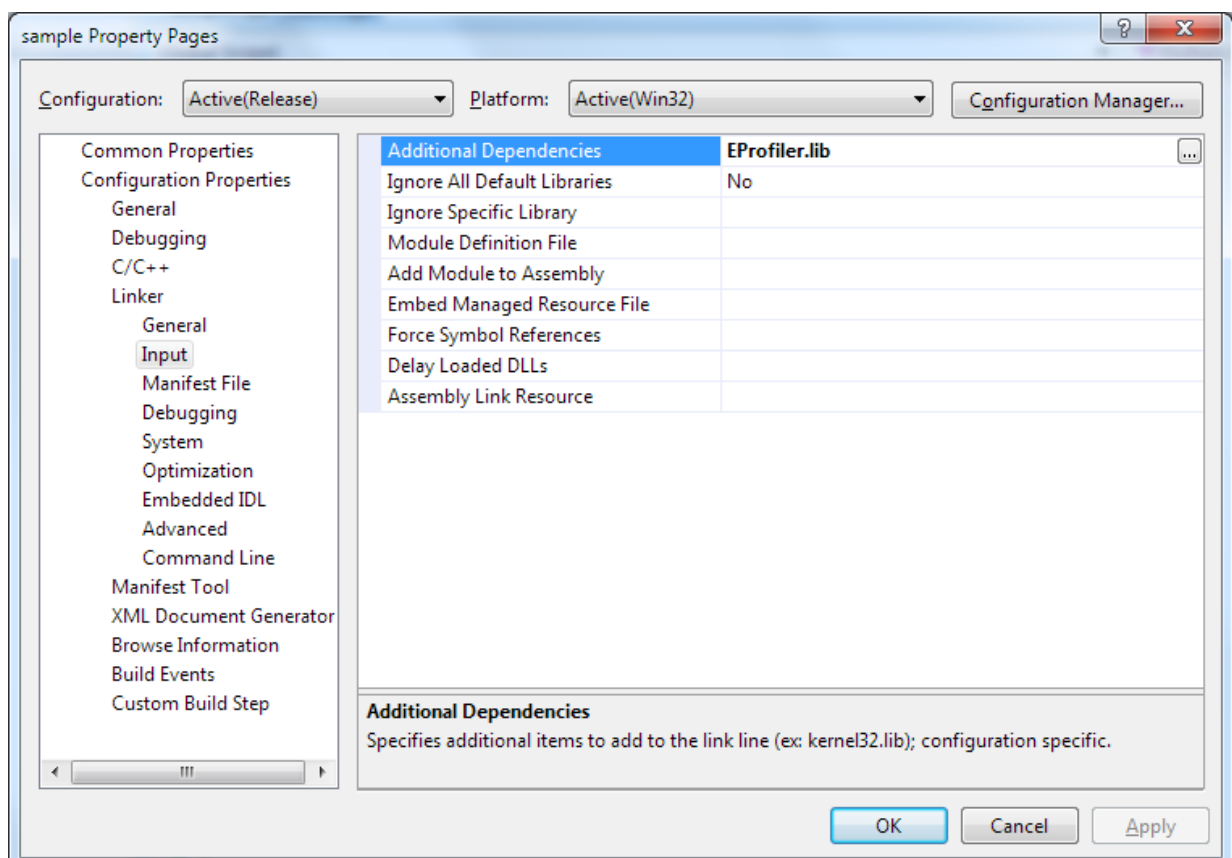 sample Property Pages
Configuration: Active(Release) Platform: Active(Win32) Configuration Manager...
Common Properties
Configuration Properties
General
Debugging
C/C++
Linker
General
Input
Manifest File
Debugging
System
Optimization
Embedded IDL
Advanced
Command Line
Manifest Tool
XML Document Generator
Browse Information
Build Events
Custom Build Step
Additional Dependencies EProfiler.lib ...
Ignore All Default Libraries No
Ignore Specific Library
Module Definition File
Add Module to Assembly
Embed Managed Resource File
Force Symbol References
Delay Loaded DLLs
Assembly Link Resource
Additional Dependencies
Specifies additional items to add to the link line (ex: kernel32.lib); configuration specific.
OK Cancel Apply